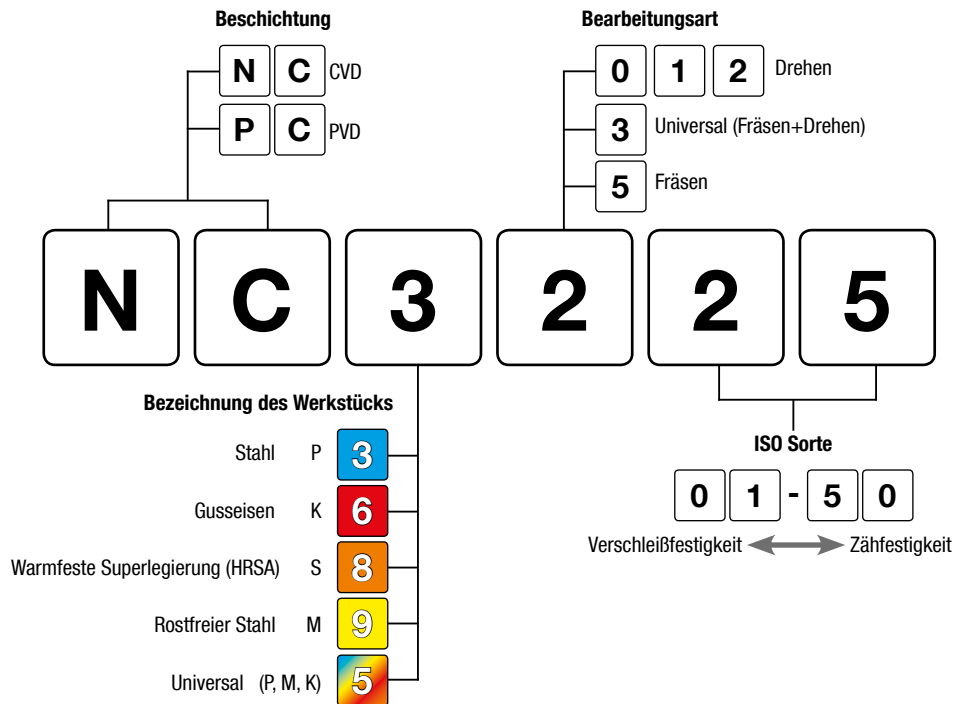 Beschichtung
N C CVD
P C PVD
Bearbeitungsart
0 1 2 Drehen
3 Universal (Fräsen+Drehen)
5 Fräsen
N C 3 2 2 5
Bezeichnung des Werkstücks
Stahl P 3
Gusseisen K 6
Warmfeste Superlegierung (HRSA) S 8
Rostfreier Stahl M 9
Universal (P, M, K) 5
ISO Sorte
0 1 - 5 0
Verschleißfestigkeit Zähfestigkeit